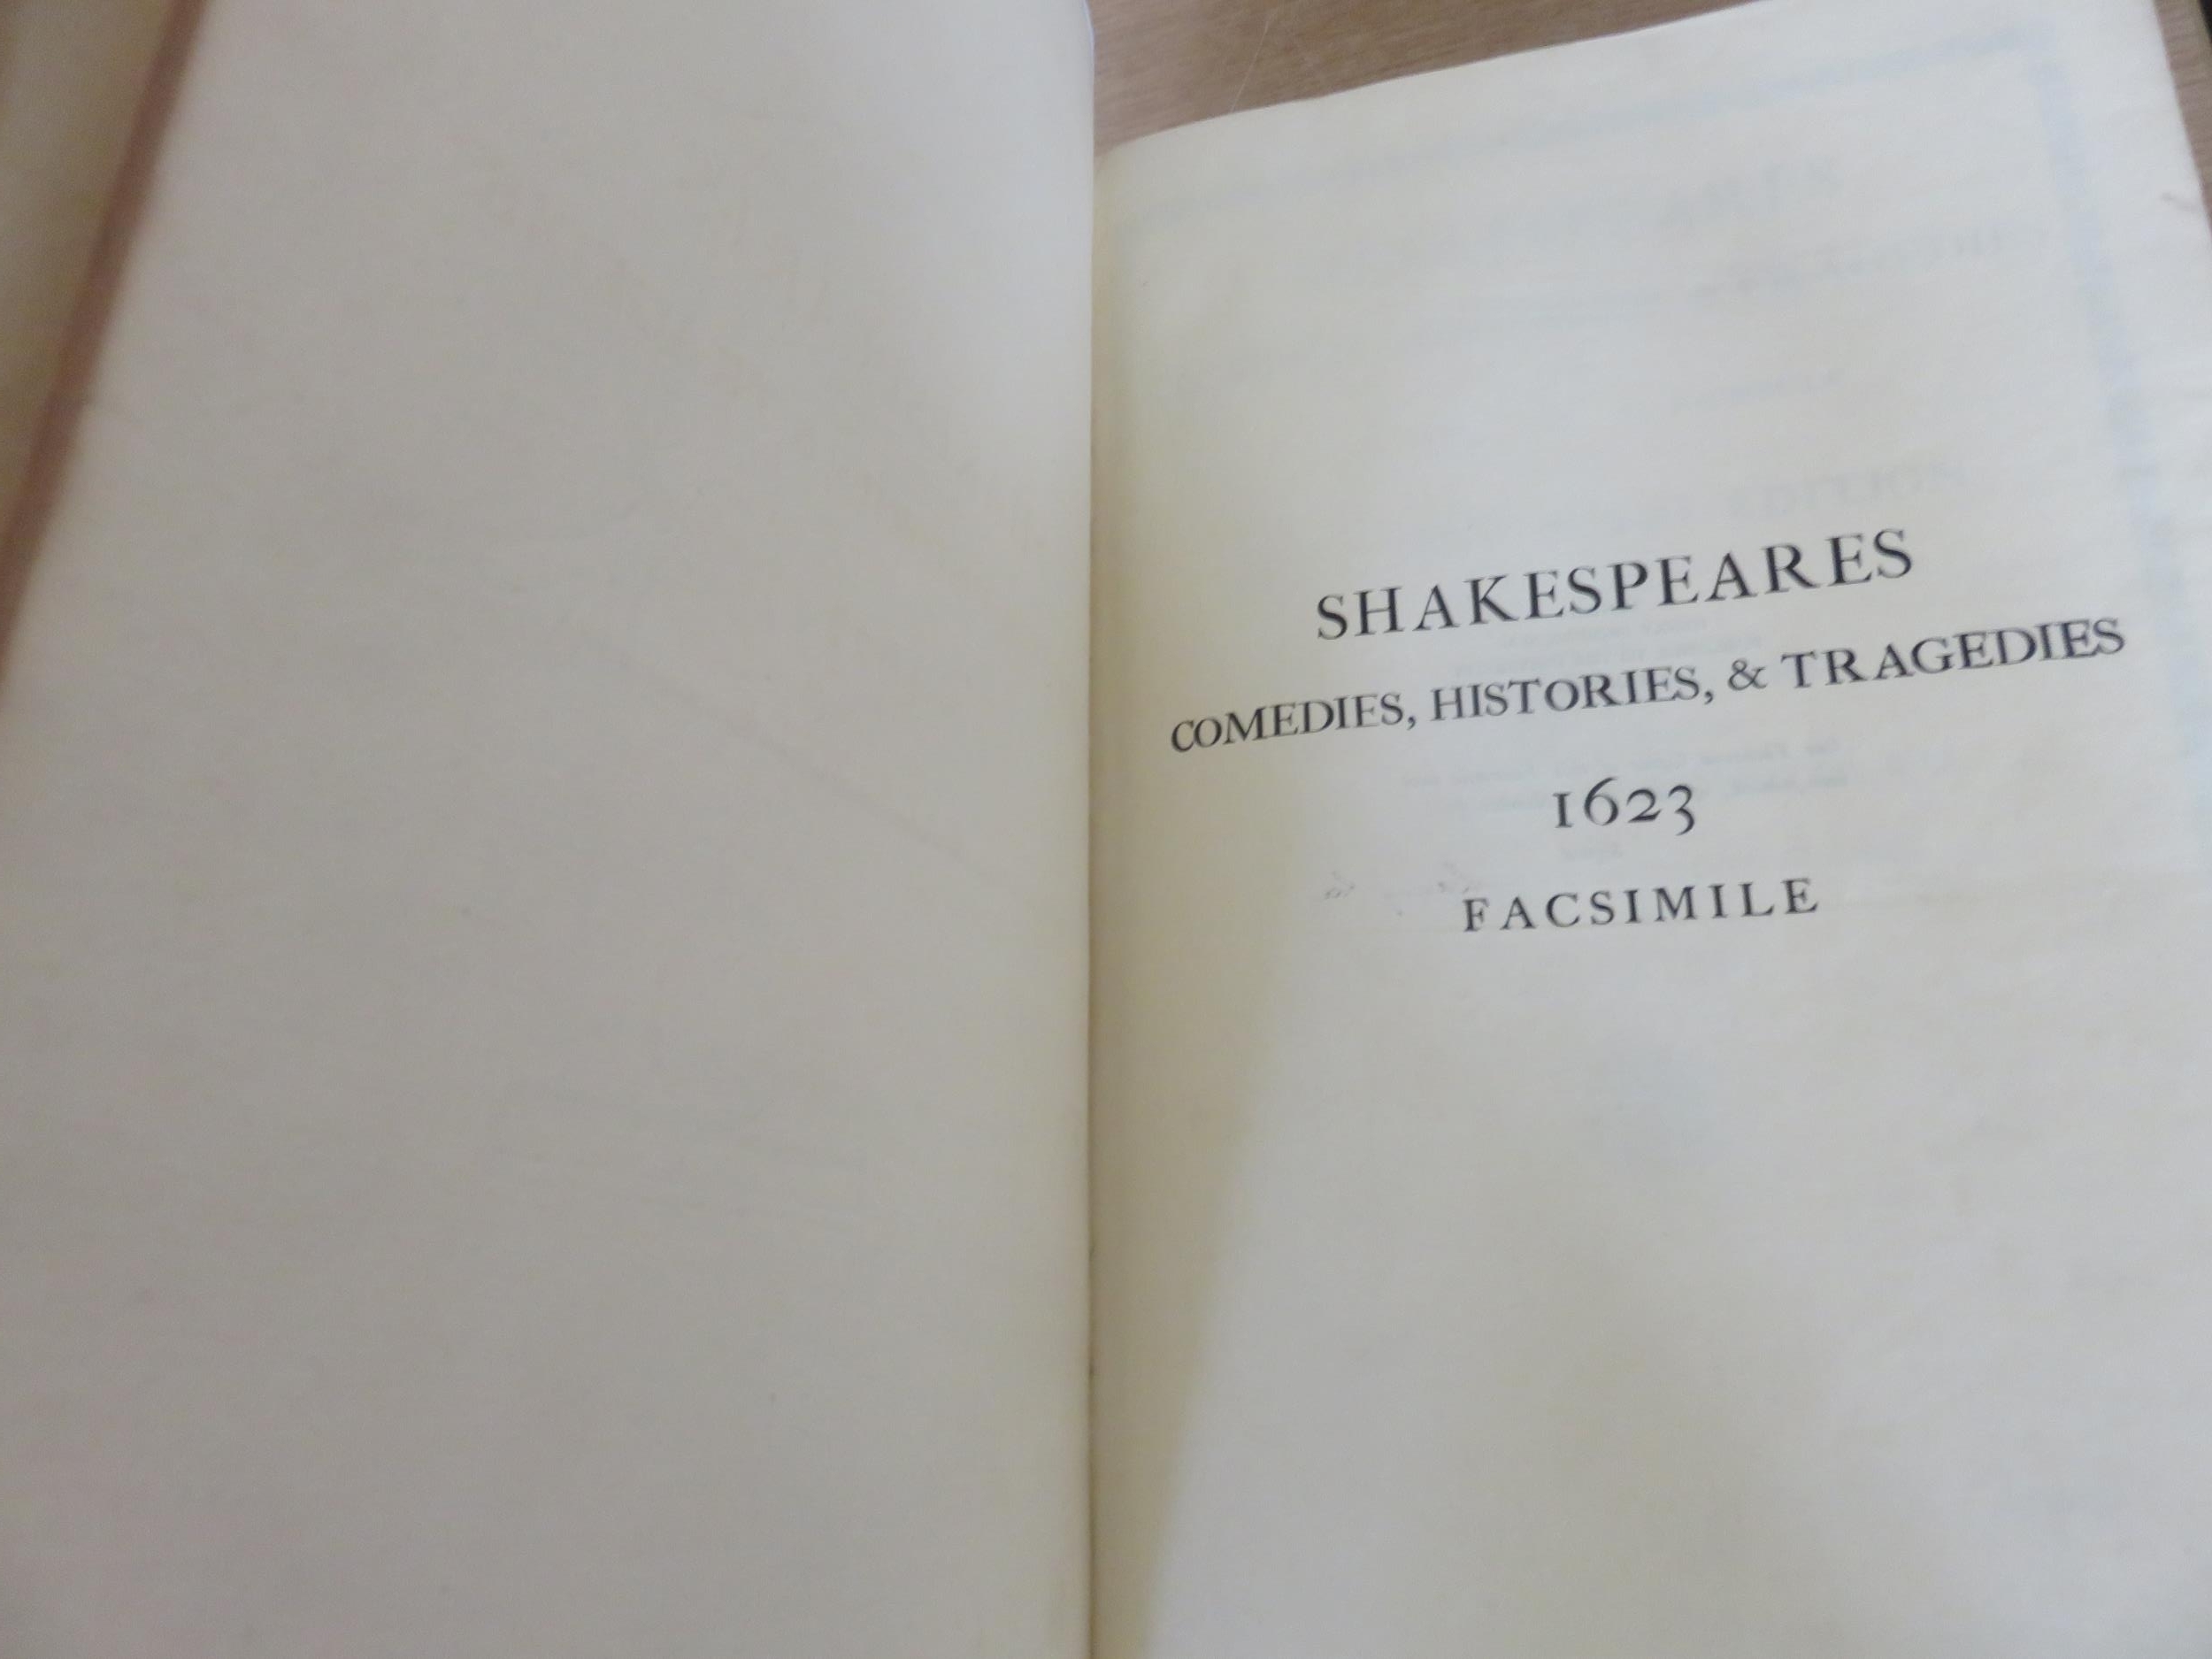 SHAKESPEARES
COMEDIES, HISTORIES, & TRAGEDIES
1623
FACSIMILE